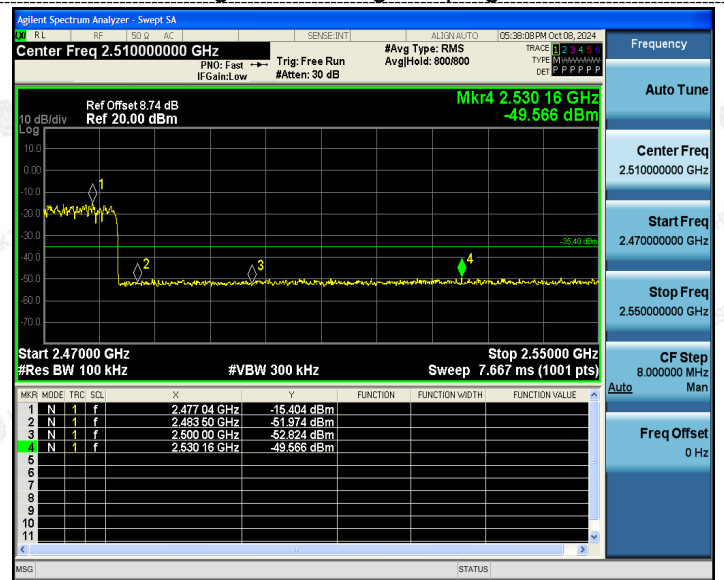 Agilent Spectrum Analyzer - Swept SA
LXI RL RF 50 Ω AC SENSE:INT ALIGN AUTO 05:38:08 PM Oct 08, 2024
Center Freq 2.510000000 GHz #Avg Type: RMS TRACE 1 2 3 4 5 6
PNO: Fast Trig: Free Run Avg|Hold: 800/800 TYPE M WWWWW
IFGain:Low #Atten: 30 dB DET P P P P P P
Frequency
Auto Tune
Center Freq
2.510000000 GHz
Start Freq
2.470000000 GHz
Stop Freq
2.550000000 GHz
CF Step
8.000000 MHz
Auto Man
Freq Offset
0 Hz
Mkr4 2.530 16 GHz
-49.566 dBm
Ref Offset 8.74 dB
10 dB/div Ref 20.00 dBm
Log
10.0
0.00
-10.0
-20.0
-30.0
-40.0
-50.0
-60.0
-70.0
1
2
3
4
-35.40 dBm
Start 2.47000 GHz Stop 2.55000 GHz
#Res BW 100 kHz #VBW 300 kHz Sweep 7.667 ms (1001 pts)
MKR MODE TRC SCL X Y FUNCTION FUNCTION WIDTH FUNCTION VALUE
1 N 1 f 2.477 04 GHz -15.404 dBm
2 N 1 f 2.483 50 GHz -51.974 dBm
3 N 1 f 2.500 00 GHz -52.824 dBm
4 N 1 f 2.530 16 GHz -49.566 dBm
5
6
7
8
9
10
11
MSG STATUS